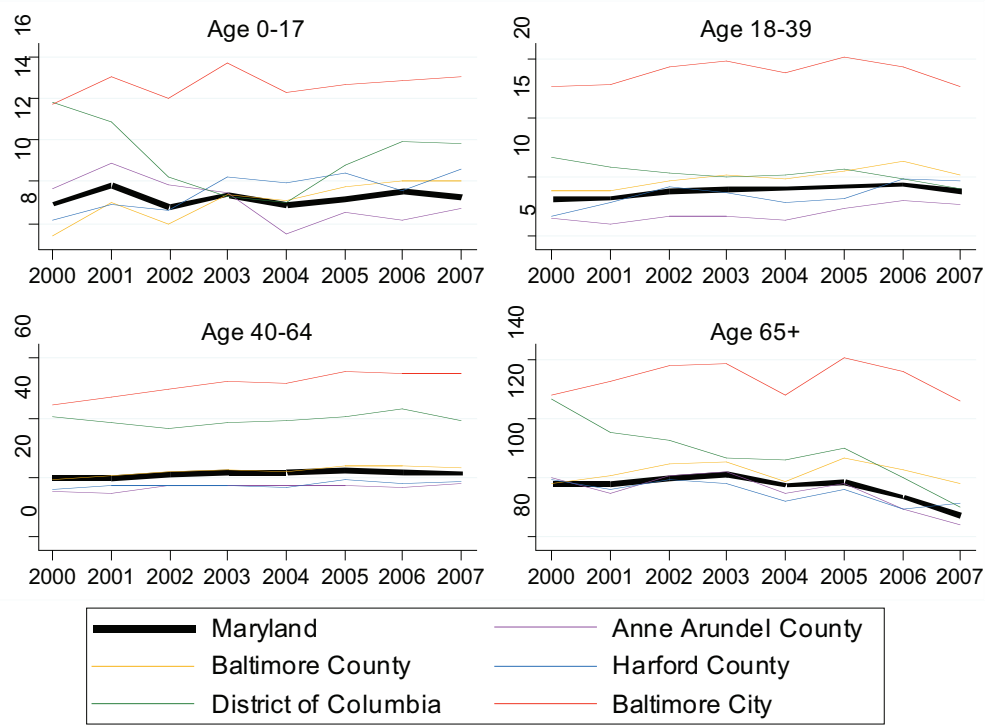 Age 0-17
Age 18-39
16
14
12
10
8
20
15
10
5
2000 2001 2002 2003 2004 2005 2006 2007
2000 2001 2002 2003 2004 2005 2006 2007
Age 40-64
Age 65+
60
40
20
0
140
120
100
80
2000 2001 2002 2003 2004 2005 2006 2007
2000 2001 2002 2003 2004 2005 2006 2007
Maryland
Anne Arundel County
Baltimore County
Harford County
District of Columbia
Baltimore City